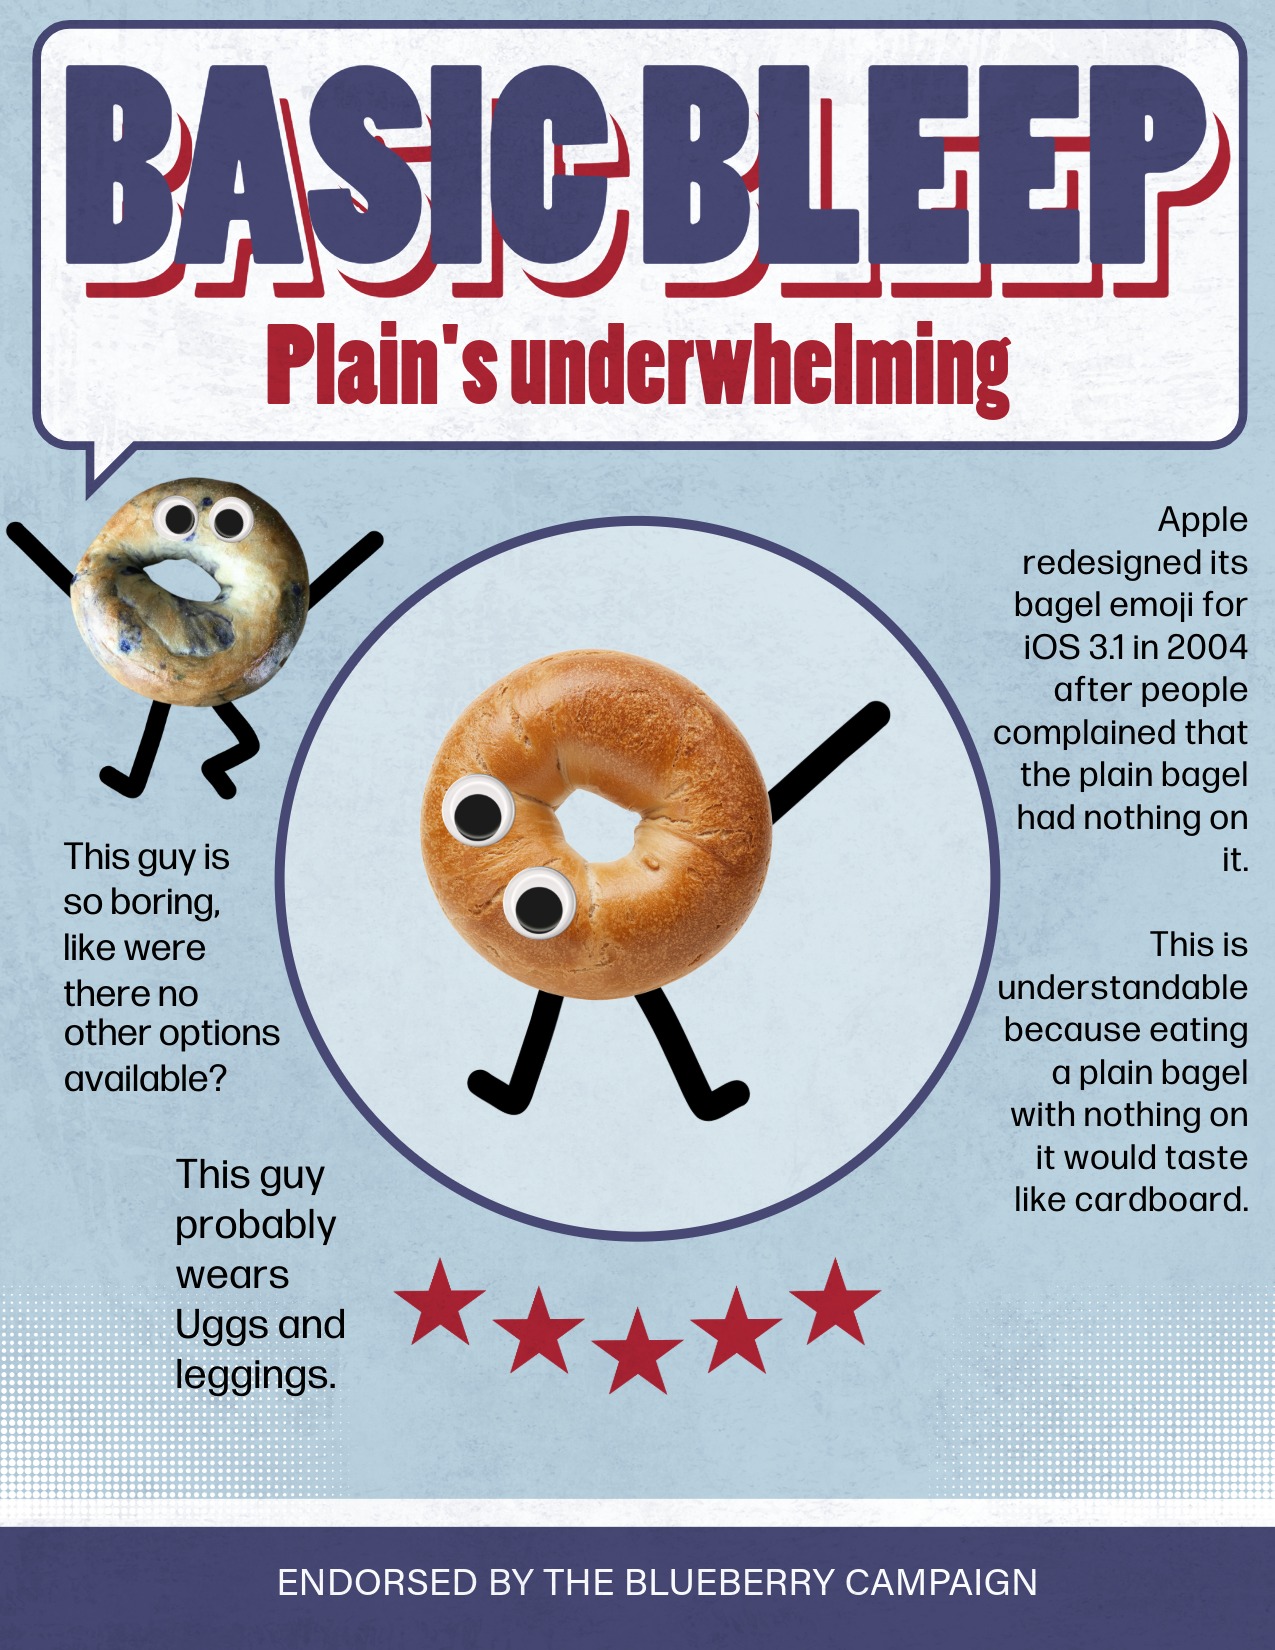 BASIC BLEEP
Plain's underwhelming
This guy is
so boring,
like were
there no
other options
available?
This guy
probably
wears
Uggs and
leggings.
Apple
redesigned its
bagel emoji for
iOS 3.1 in 2004
after people
complained that
the plain bagel
had nothing on
it.
This is
understandable
because eating
a plain bagel
with nothing on
it would taste
like cardboard.
ENDORSED BY THE BLUEBERRY CAMPAIGN